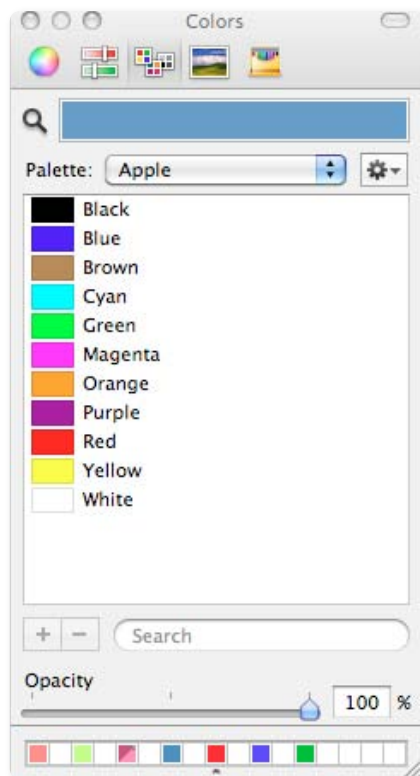 Colors
Palette: Apple
Black
Blue
Brown
Cyan
Green
Magenta
Orange
Purple
Red
Yellow
White
+ − Search
Opacity
100 %